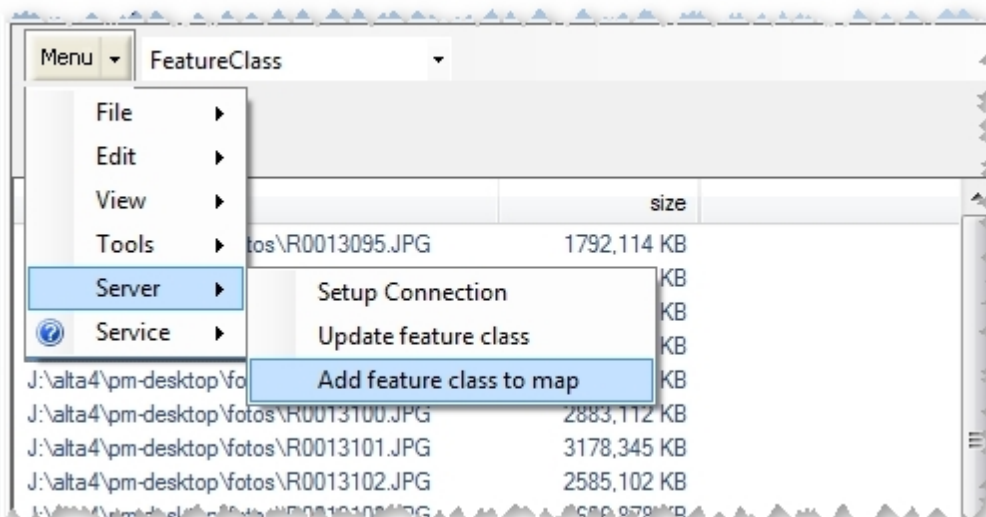 Menu FeatureClass
File
Edit
View
Tools
Server
Service
Setup Connection
Update feature class
Add feature class to map
size
tos\R0013095.JPG 1792,114 KB
KB
KB
KB
J:\alta4\pm-desktop\fo KB
J:\alta4\pm-desktop\fotos\R0013100.JPG 2883,112 KB
J:\alta4\pm-desktop\fotos\R0013101.JPG 3178,345 KB
J:\alta4\pm-desktop\fotos\R0013102.JPG 2585,102 KB